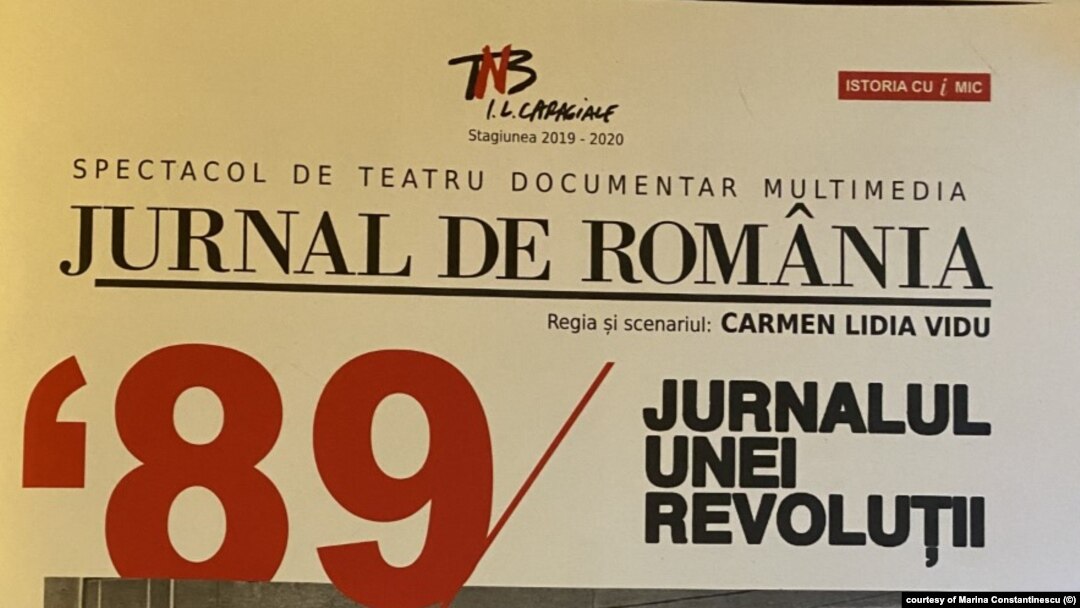 TNB
I.L. CARAGIALE
Stagiunea 2019 - 2020
ISTORIA CU i MIC
SPECTACOL DE TEATRU DOCUMENTAR MULTIMEDIA
JURNAL DE ROMÂNIA
Regia și scenariul: CARMEN LIDIA VIDU
‘89/
JURNALUL
UNEI
REVOLUȚII
courtesy of Marina Constantinescu (©)